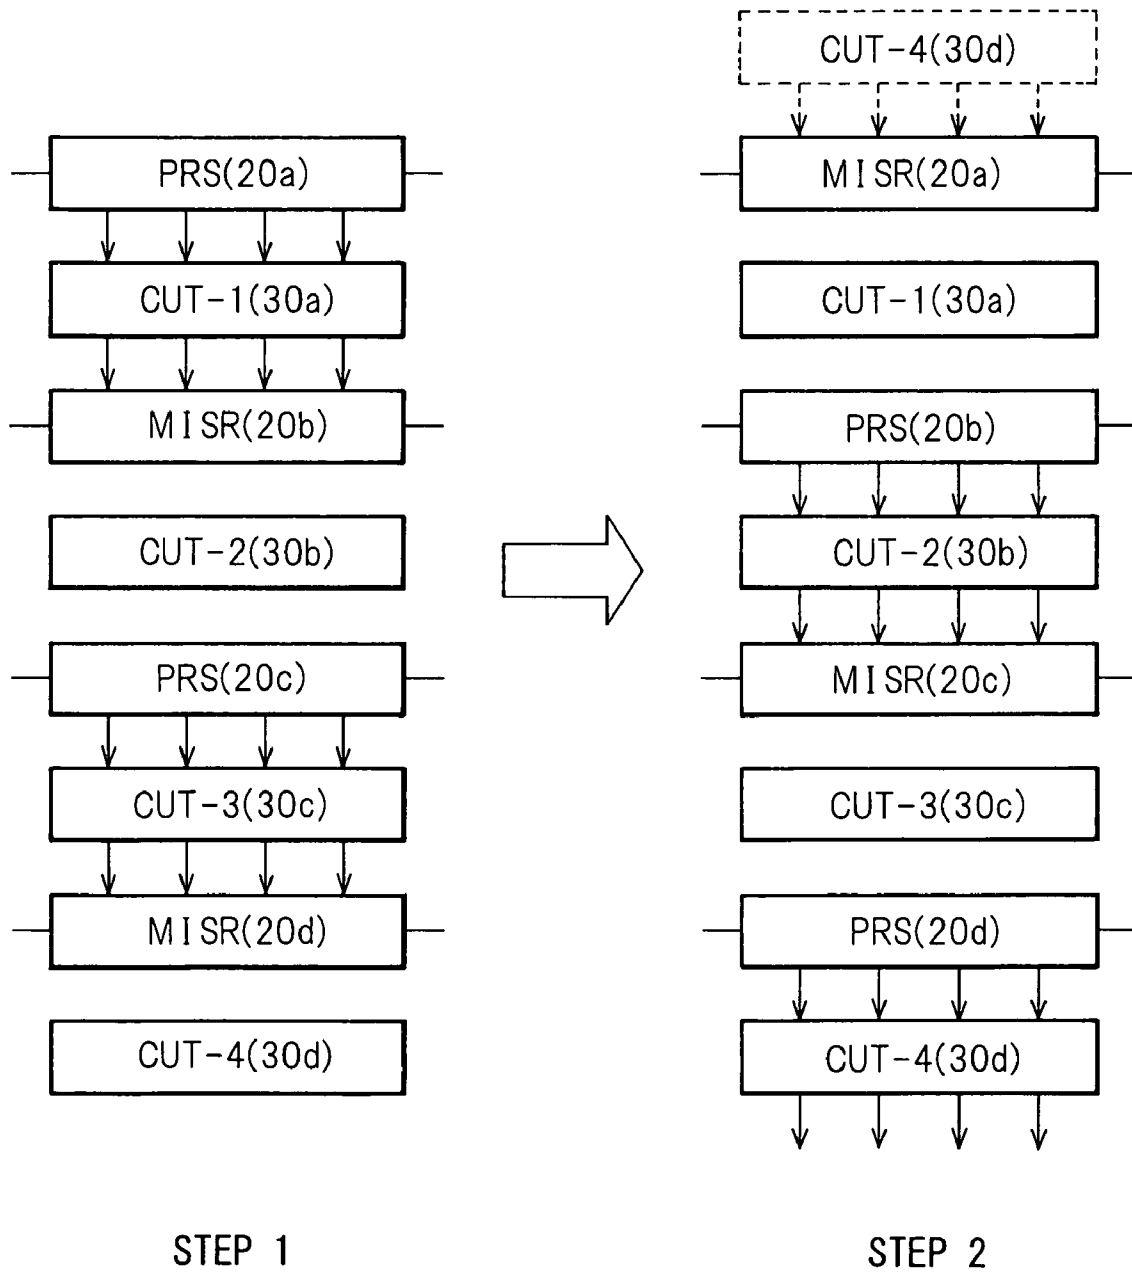 PRS(20a)
CUT-1(30a)
MISR(20b)
CUT-2(30b)
PRS(20c)
CUT-3(30c)
MISR(20d)
CUT-4(30d)
STEP 1
CUT-4(30d)
MISR(20a)
CUT-1(30a)
PRS(20b)
CUT-2(30b)
MISR(20c)
CUT-3(30c)
PRS(20d)
CUT-4(30d)
STEP 2